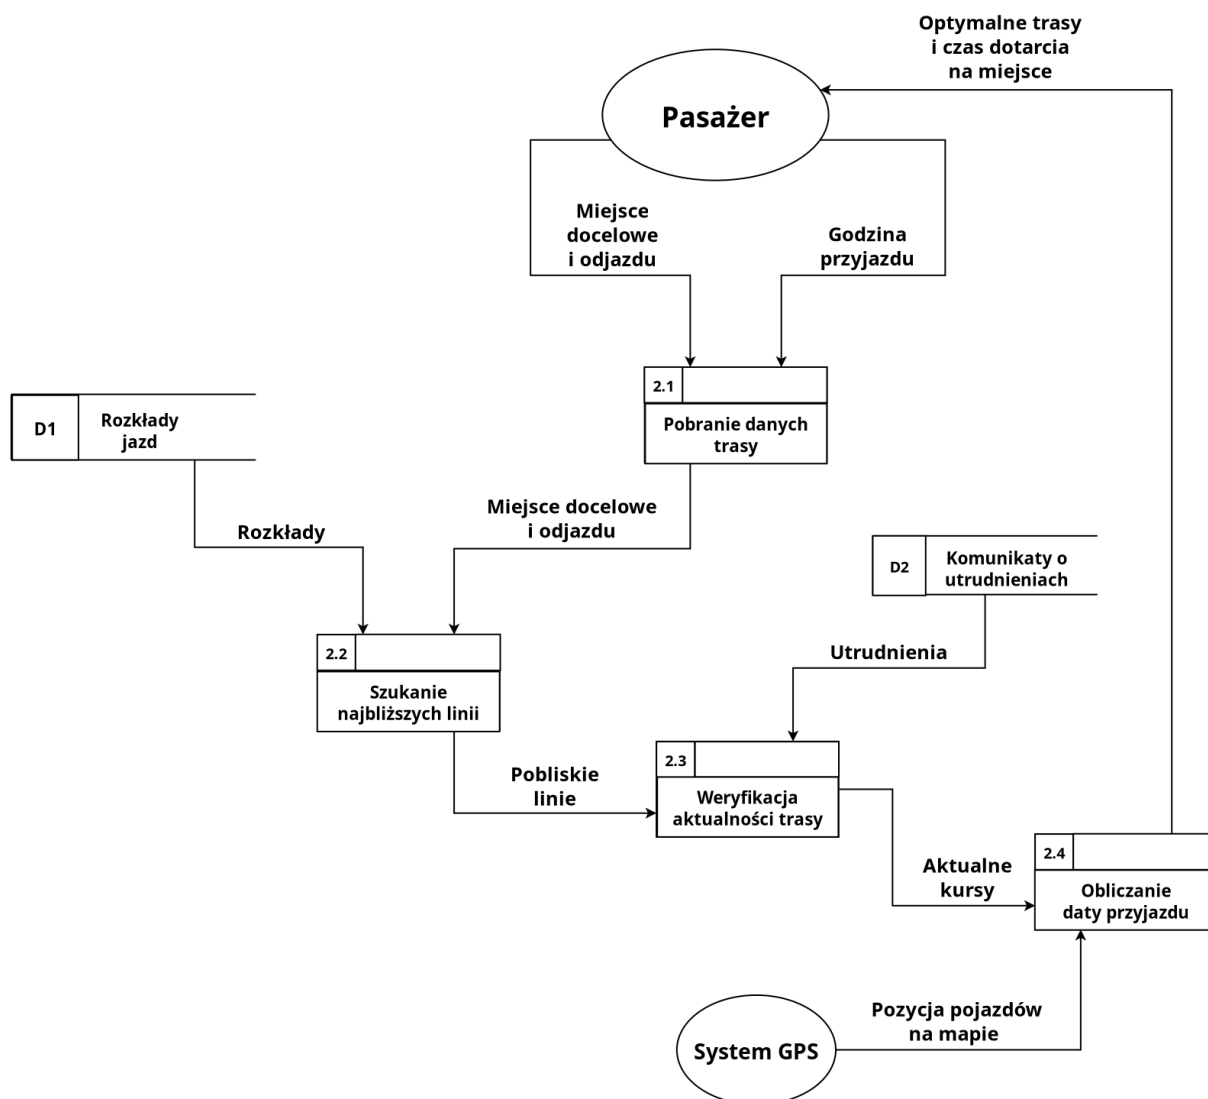 Optymalne trasy
i czas dotarcia
na miejsce
Pasażer
Miejsce
docelowe
i odjazdu
Godzina
przyjazdu
2.1
Pobranie danych
trasy
D1
Rozkłady
jazd
Rozkłady
Miejsce docelowe
i odjazdu
D2
Komunikaty o
utrudnieniach
Utrudnienia
2.2
Szukanie
najbliższych linii
Pobliskie
linie
2.3
Weryfikacja
aktualności trasy
Aktualne
kursy
2.4
Obliczanie
daty przyjazdu
Pozycja pojazdów
na mapie
System GPS